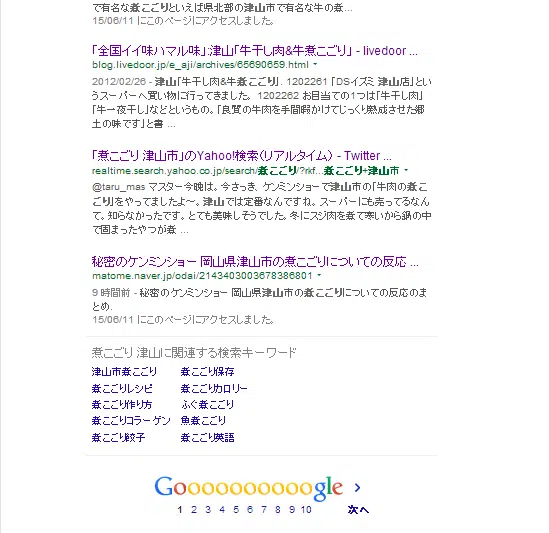 で有名な煮こごりといえば県北部の津山市で有名な牛の煮...
15/06/11 にこのページにアクセスしました。
「全国イイ味ハマル味」:津山「牛干し肉&牛煮こごり」 - livedoor ...
blog.livedoor.jp/e_aji/archives/65690659.html
2012/02/26 - 津山「牛干し肉&牛煮こごり」. 1202261 「DSイズミ 津山店」とい
うスーパーへ買い物に行ってきました。 1202262 お目当ての1つは「牛干し肉」
「牛一夜干し」などというもの。「良質の牛肉を手間暇かけてじっくり熟成させた郷
土の味です」と書 ...
「煮こごり 津山市」のYahoo!検索(リアルタイム) - Twitter ...
realtime.search.yahoo.co.jp/search/煮こごり/?rkf...煮こごり+津山市
@taru_mas マスター今晩は。今さっき、ケンミンショーで津山市の「牛肉の煮こ
ごり」をやってましたよ～。津山では定番なんですね。スーパーにも売ってるなん
て。知らなかったです。とても美味しそうでした。冬にスジ肉を煮て寒いから鍋の中
で固まったやつが煮 ...
秘密のケンミンショー 岡山県津山市の煮こごりについての反応 ...
matome.naver.jp/odai/2143403003678386801
9 時間前 - 秘密のケンミンショー 岡山県津山市の煮こごりについての反応のま
とめ.
15/06/11 にこのページにアクセスしました。
煮こごり 津山に関連する検索キーワード
津山市煮こごり 煮こごり保存
煮こごりレシピ 煮こごりカロリー
煮こごり作り方 ふぐ煮こごり
煮こごりコラーゲン 魚煮こごり
煮こごり餃子 煮こごり英語
Goooooooooogle >
1 2 3 4 5 6 7 8 9 10 次へ